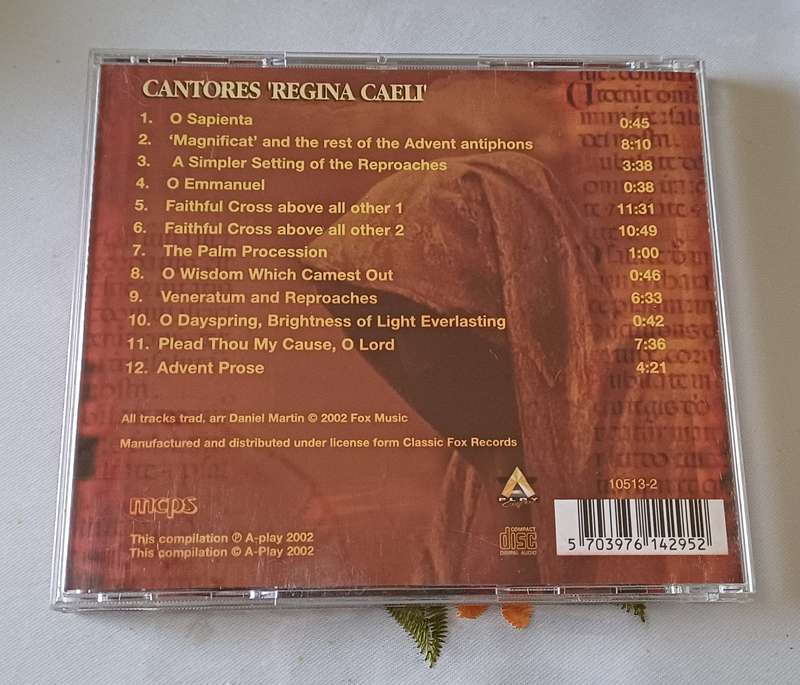 CANTORES 'REGINA CAELI'
1. O Sapienta 0:45
2. 'Magnificat' and the rest of the Advent antiphons 8:10
3. A Simpler Setting of the Reproaches 3:38
4. O Emmanuel 0:38
5. Faithful Cross above all other 1 11:31
6. Faithful Cross above all other 2 10:49
7. The Palm Procession 1:00
8. O Wisdom Which Camest Out 0:46
9. Veneratum and Reproaches 6:33
10. O Dayspring, Brightness of Light Everlasting 0:42
11. Plead Thou My Cause, O Lord 7:36
12. Advent Prose 4:21
All tracks trad, arr Daniel Martin © 2002 Fox Music
Manufactured and distributed under license form Classic Fox Records
A
PLAY
10513-2
mcps
COMPACT
disc
DIGITAL AUDIO
This compilation ℗ A-play 2002
This compilation © A-Play 2002
5 703976 142952